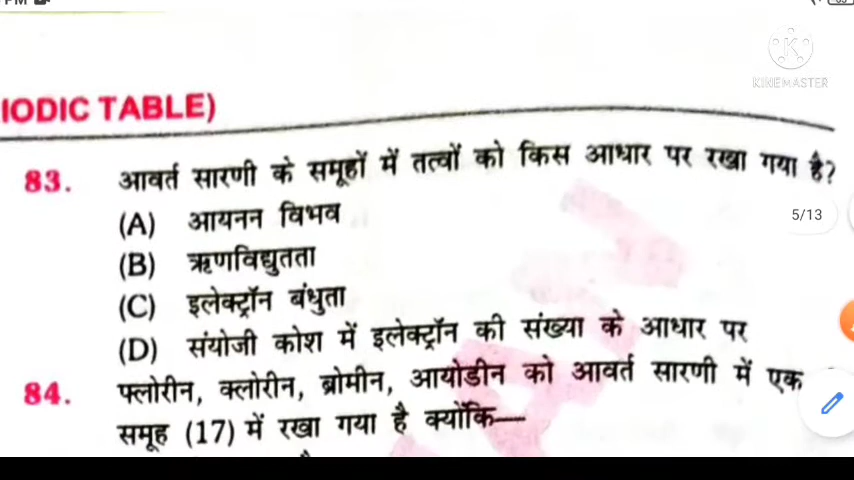 PM
KINEMASTER
IODIC TABLE)
83. आवर्त सारणी के समूहों में तत्वों को किस आधार पर रखा गया है?
5/13
(A) आयनन विभव
(B) ऋणविद्युतता
(C) इलेक्ट्रॉन बंधुता
(D) संयोजी कोश में इलेक्ट्रॉन की संख्या के आधार पर
84. फ्लोरीन, क्लोरीन, ब्रोमीन, आयोडीन को आवर्त सारणी में एक
समूह (17) में रखा गया है क्योंकि—